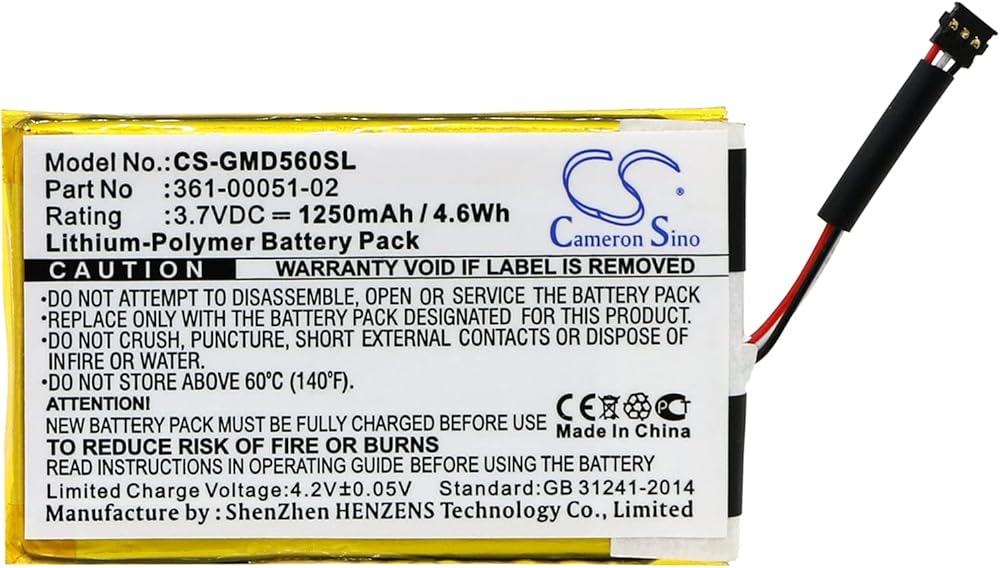 Model No.:CS-GMD560SL
Part No :361-00051-02
Rating :3.7VDC ⎓ 1250mAh / 4.6Wh
Lithium-Polymer Battery Pack
CS
Cameron Sino
CAUTION WARRANTY VOID IF LABEL IS REMOVED
•DO NOT ATTEMPT TO DISASSEMBLE, OPEN OR SERVICE THE BATTERY PACK
•REPLACE ONLY WITH THE BATTERY PACK DESIGNATED FOR THIS PRODUCT.
•DO NOT CRUSH, PUNCTURE, SHORT EXTERNAL CONTACTS OR DISPOSE OF
INFIRE OR WATER.
•DO NOT STORE ABOVE 60°C (140°F).
ATTENTION!
NEW BATTERY PACK MUST BE FULLY CHARGED BEFORE USE
TO REDUCE RISK OF FIRE OR BURNS
READ INSTRUCTIONS IN OPERATING GUIDE BEFORE USING THE BATTERY
CE
Made In China
Limited Charge Voltage:4.2V±0.05V Standard:GB 31241-2014
Manufacturer : ShenZhen HENZENS Technology Co., Limited